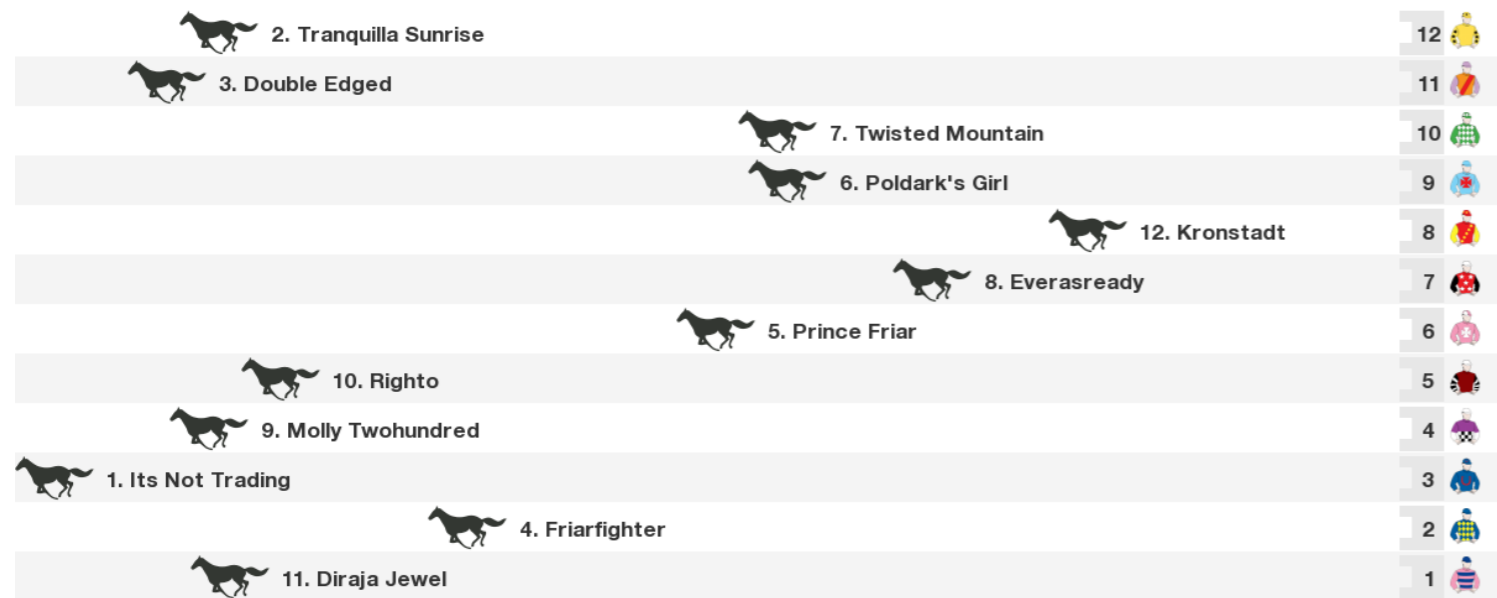 2. Tranquilla Sunrise 12
3. Double Edged 11
7. Twisted Mountain 10
6. Poldark's Girl 9
12. Kronstadt 8
8. Everasready 7
5. Prince Friar 6
10. Righto 5
9. Molly Twohundred 4
1. Its Not Trading 3
4. Friarfighter 2
11. Diraja Jewel 1